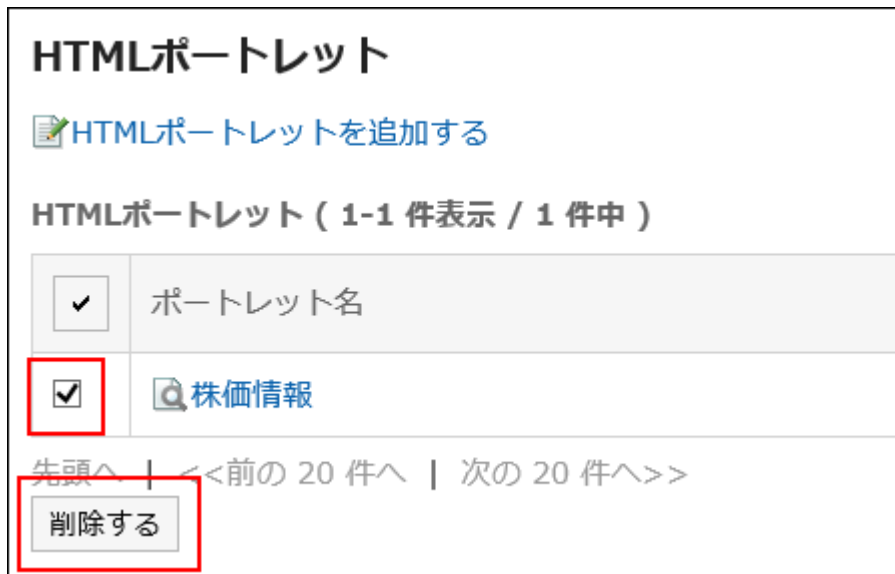 HTMLポートレット
HTMLポートレットを追加する
HTMLポートレット ( 1-1 件表示 / 1 件中 )
ポートレット名
株価情報
先頭へ | <<前の 20 件へ | 次の 20 件へ>>
削除する